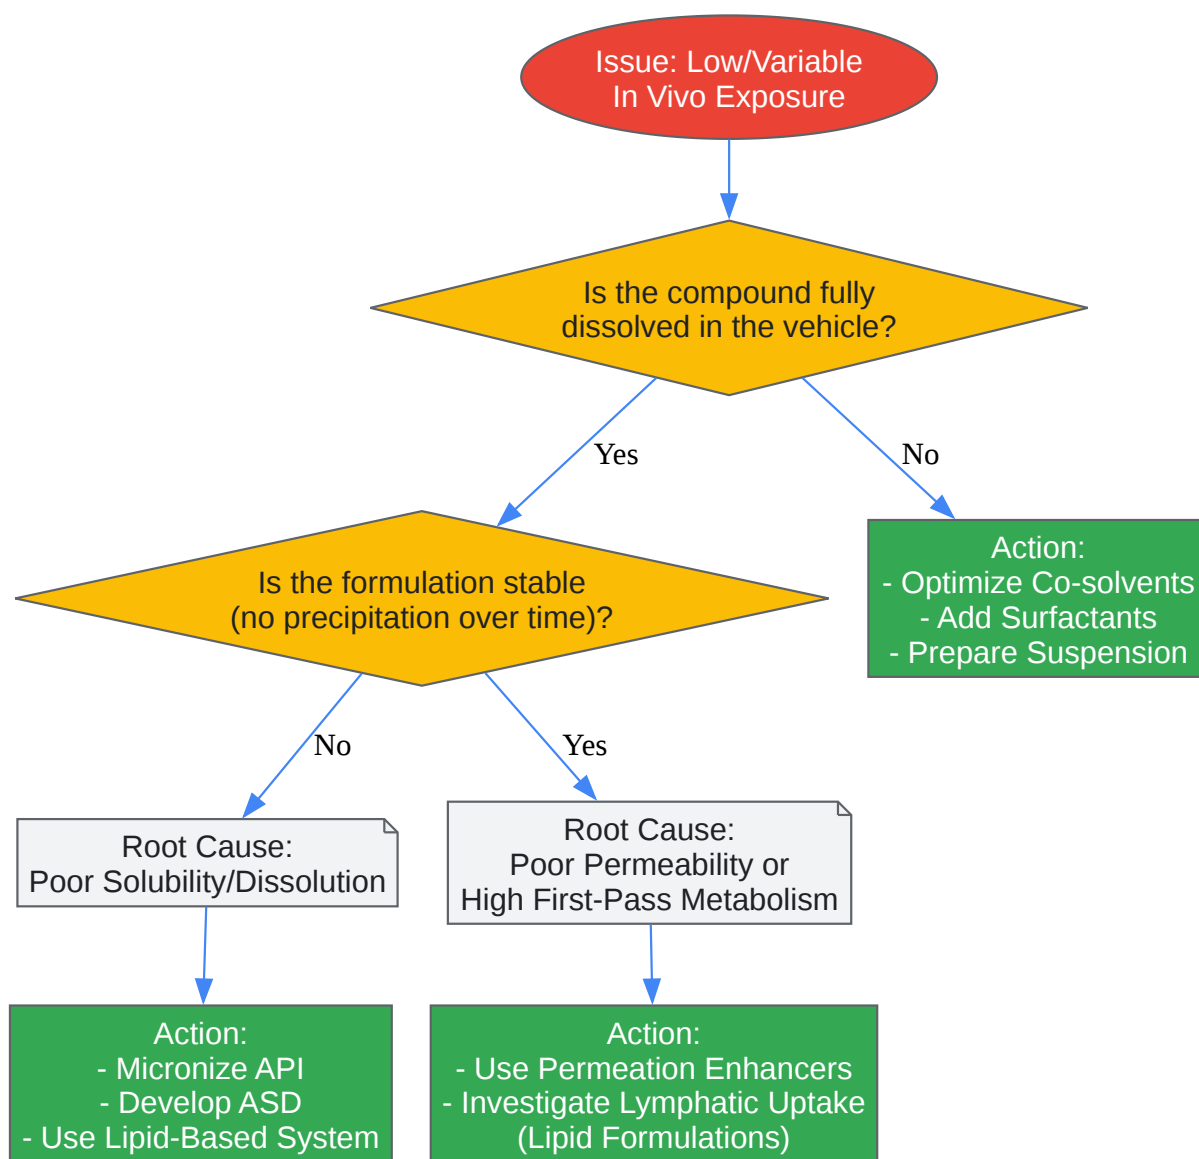 Issue: Low/Variable
In Vivo Exposure
Is the compound fully
dissolved in the vehicle?
Yes
No
Is the formulation stable
(no precipitation over time)?
Action:
- Optimize Co-solvents
- Add Surfactants
- Prepare Suspension
No
Yes
Root Cause:
Poor Solubility/Dissolution
Root Cause:
Poor Permeability or
High First-Pass Metabolism
Action:
- Micronize API
- Develop ASD
- Use Lipid-Based System
Action:
- Use Permeation Enhancers
- Investigate Lymphatic Uptake
(Lipid Formulations)